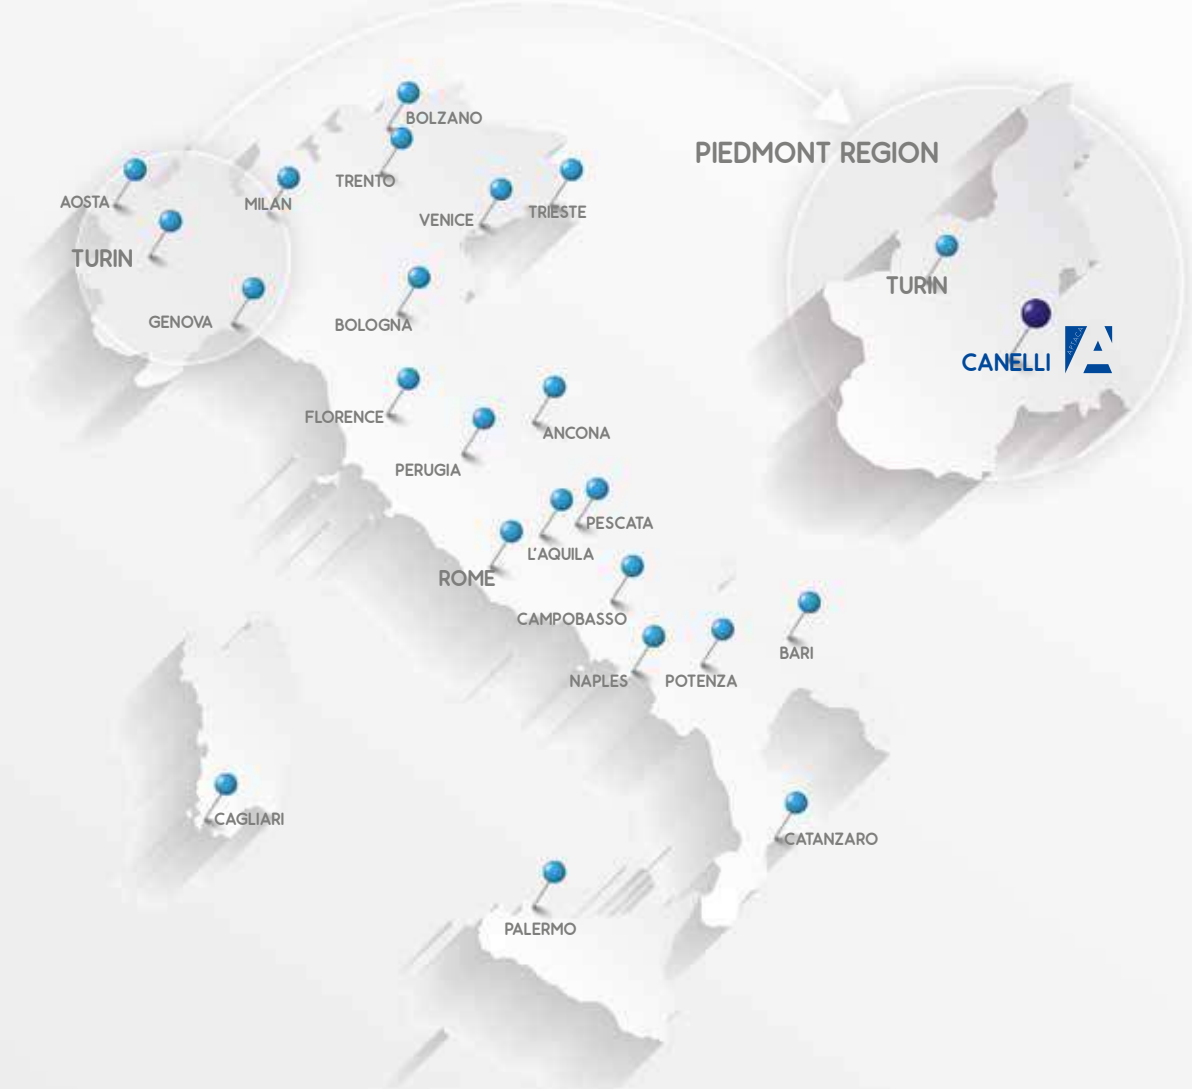 BOLZANO
PIEDMONT REGION
TRENTO
AOSTA
MILAN
VENICE
TRIESTE
TURIN
TURIN
GENOVA
BOLOGNA
CANELLI
APTACA
A
FLORENCE
ANCONA
PERUGIA
PESCATA
L'AQUILA
ROME
CAMPOBASSO
BARI
NAPLES
POTENZA
CAGLIARI
CATANZARO
PALERMO